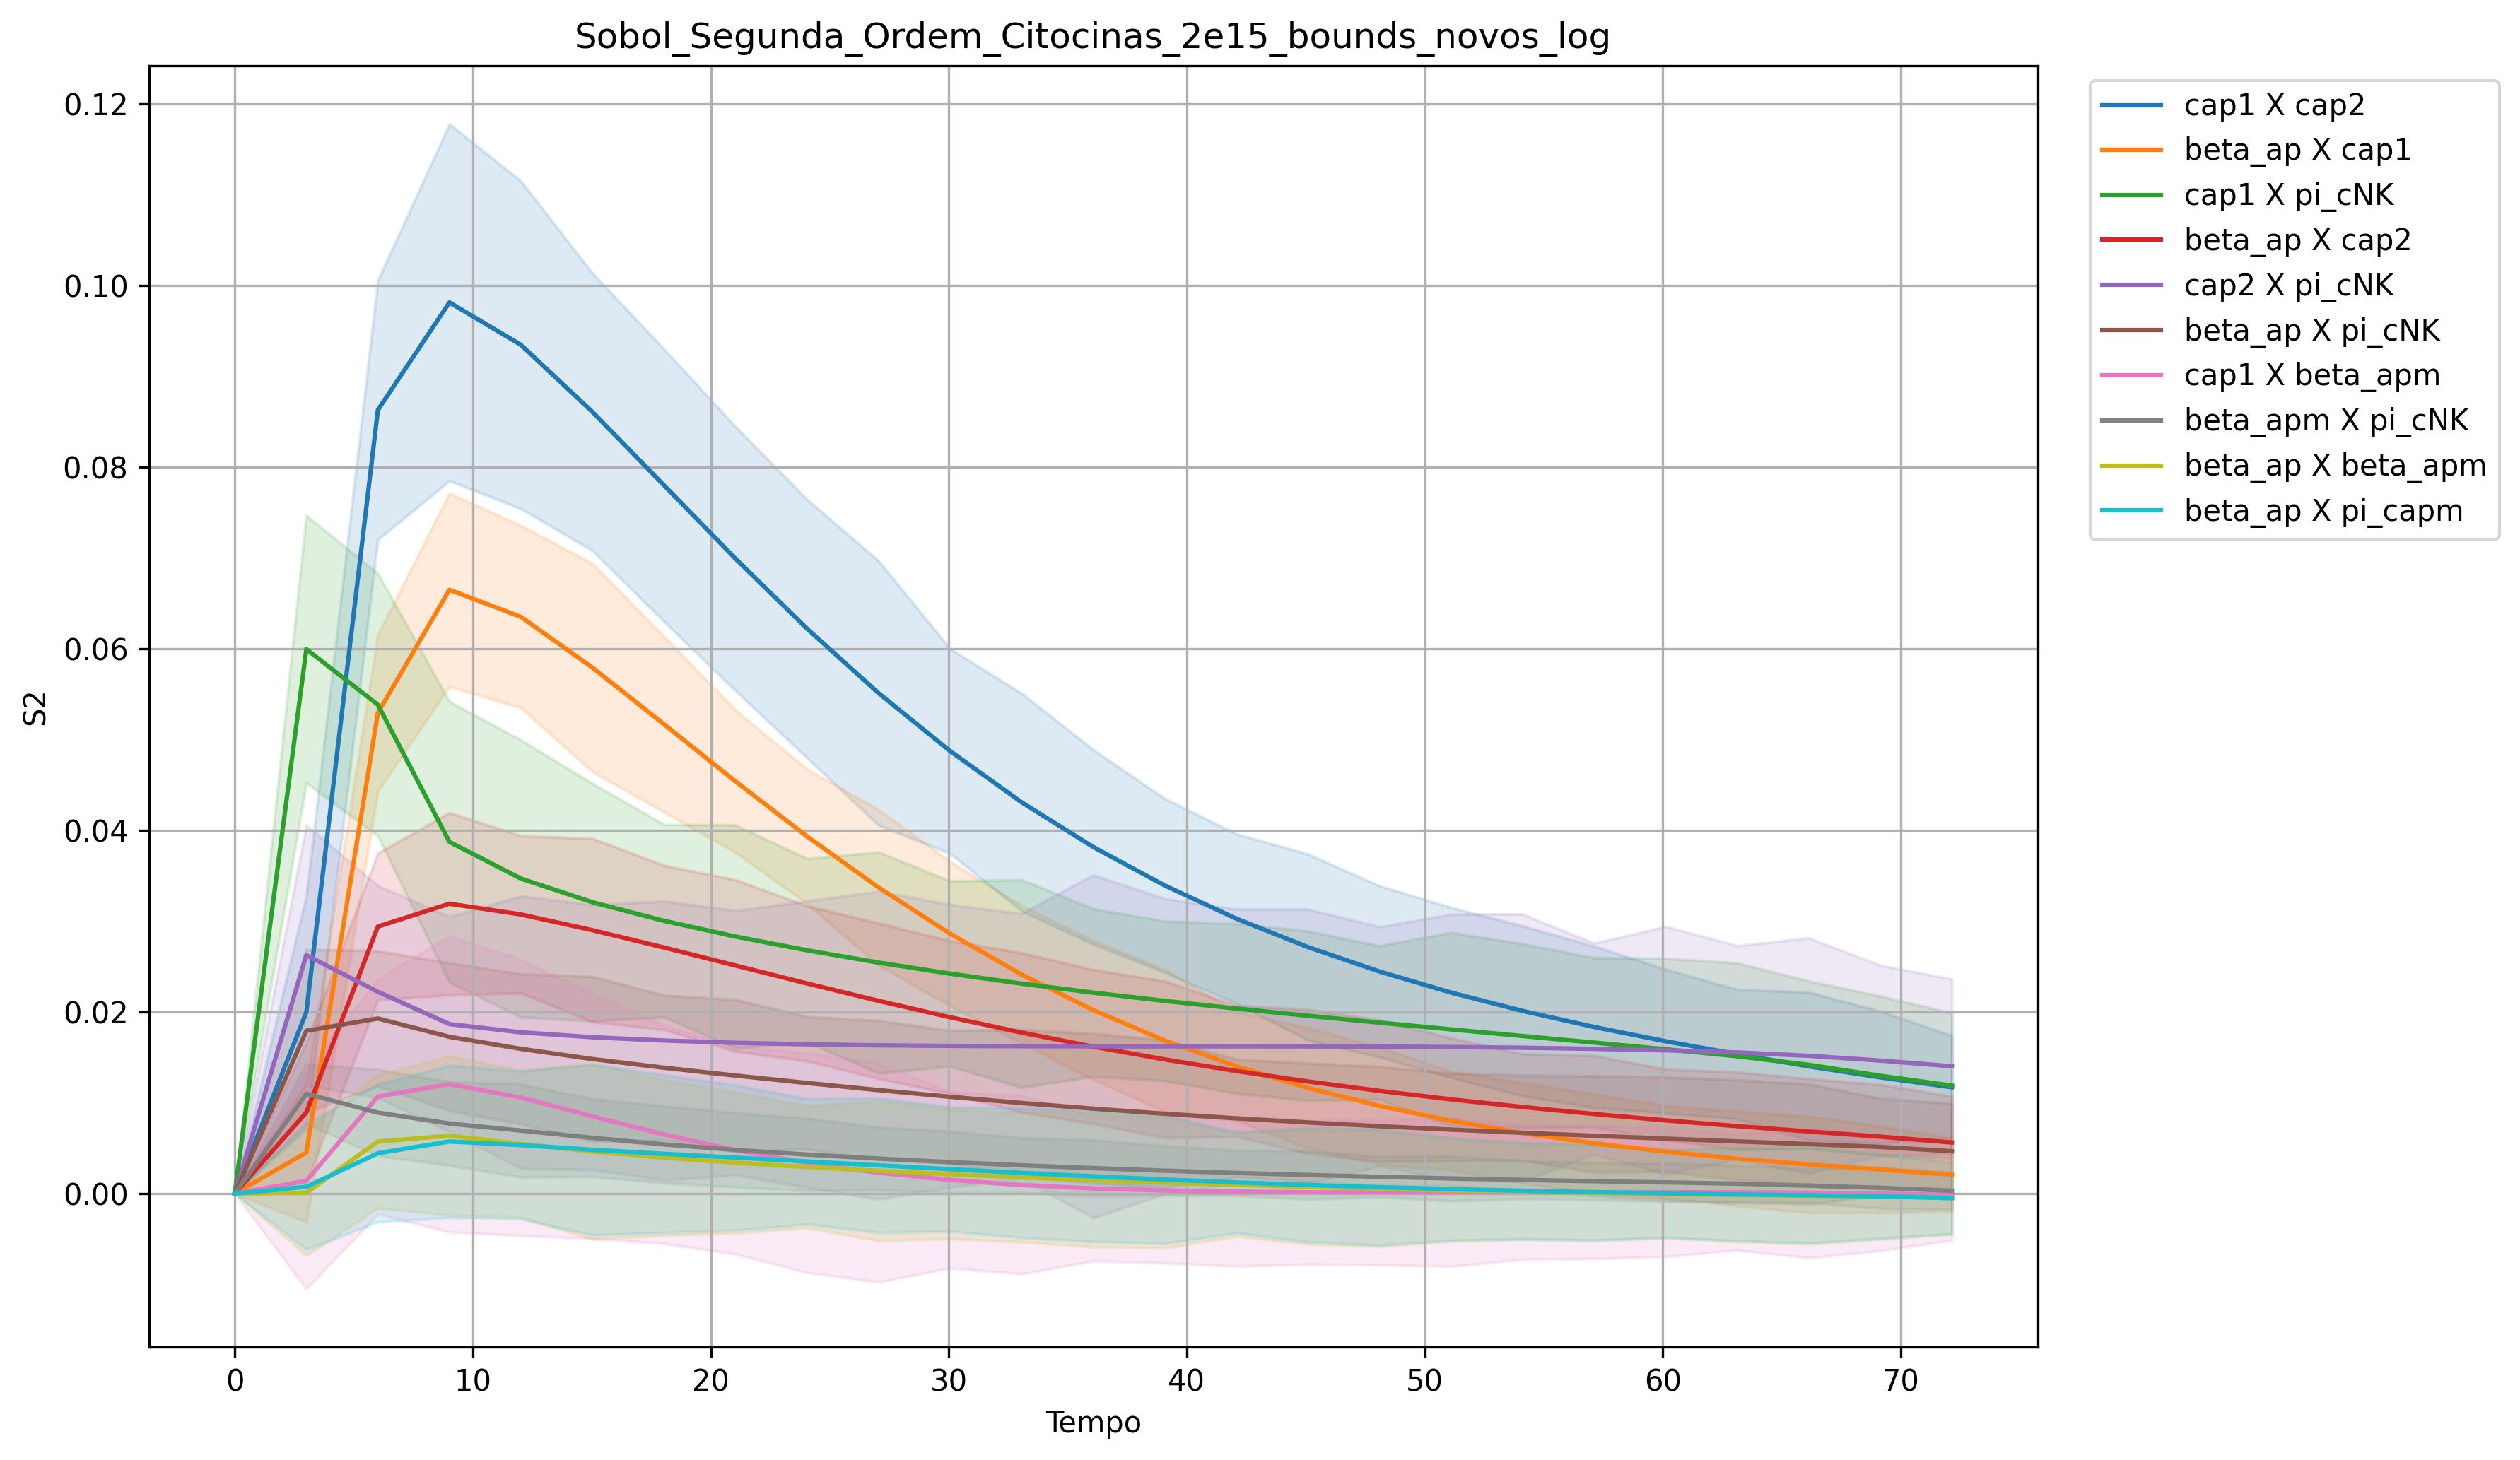 Sobol_Segunda_Ordem_Citocinas_2e15_bounds_novos_log
0.12
0.10
0.08
0.06
0.04
0.02
0.00
S2
0 10 20 30 40 50 60 70
Tempo
cap1 X cap2
beta_ap X cap1
cap1 X pi_cNK
beta_ap X cap2
cap2 X pi_cNK
beta_ap X pi_cNK
cap1 X beta_apm
beta_apm X pi_cNK
beta_ap X beta_apm
beta_ap X pi_capm